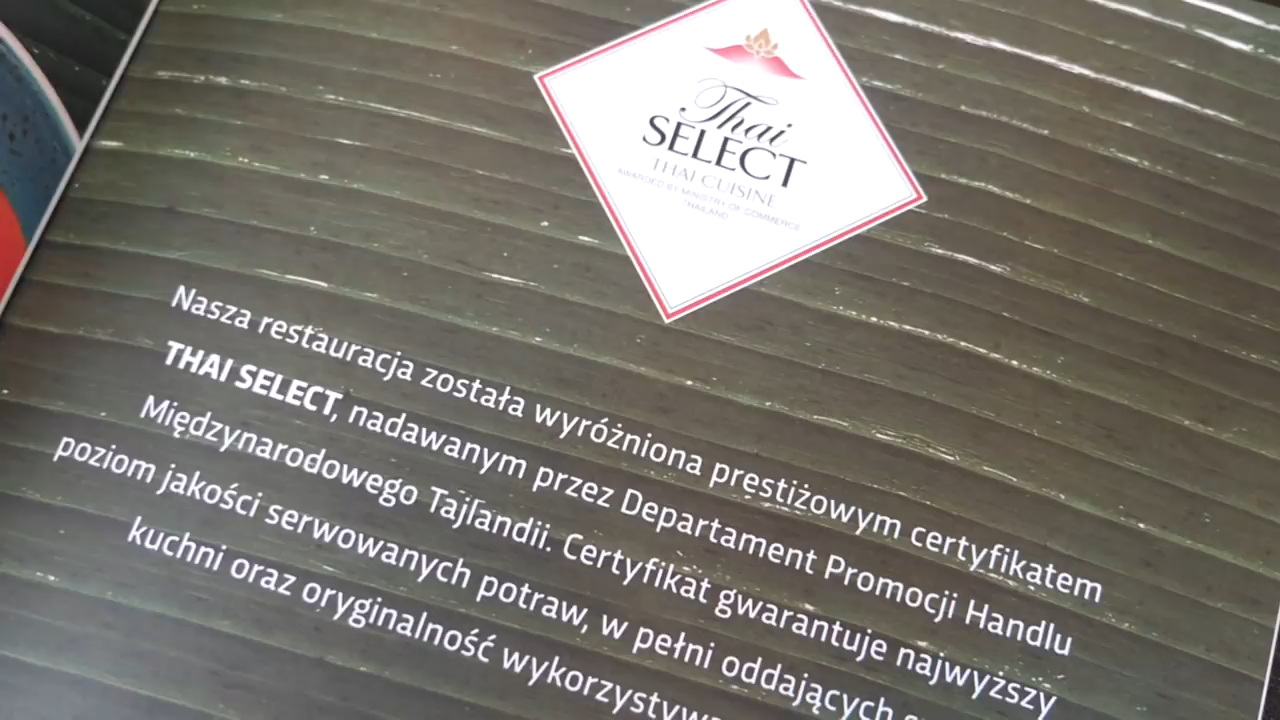 Thai
SELECT
THAI CUISINE
AWARDED BY MINISTRY OF COMMERCE
THAILAND
Nasza restauracja została wyróżniona prestiżowym certyfikatem
THAI SELECT, nadawanym przez Departament Promocji Handlu
Międzynarodowego Tajlandii. Certyfikat gwarantuje najwyższy
poziom jakości serwowanych potraw, w pełni oddających
kuchni oraz oryginalność